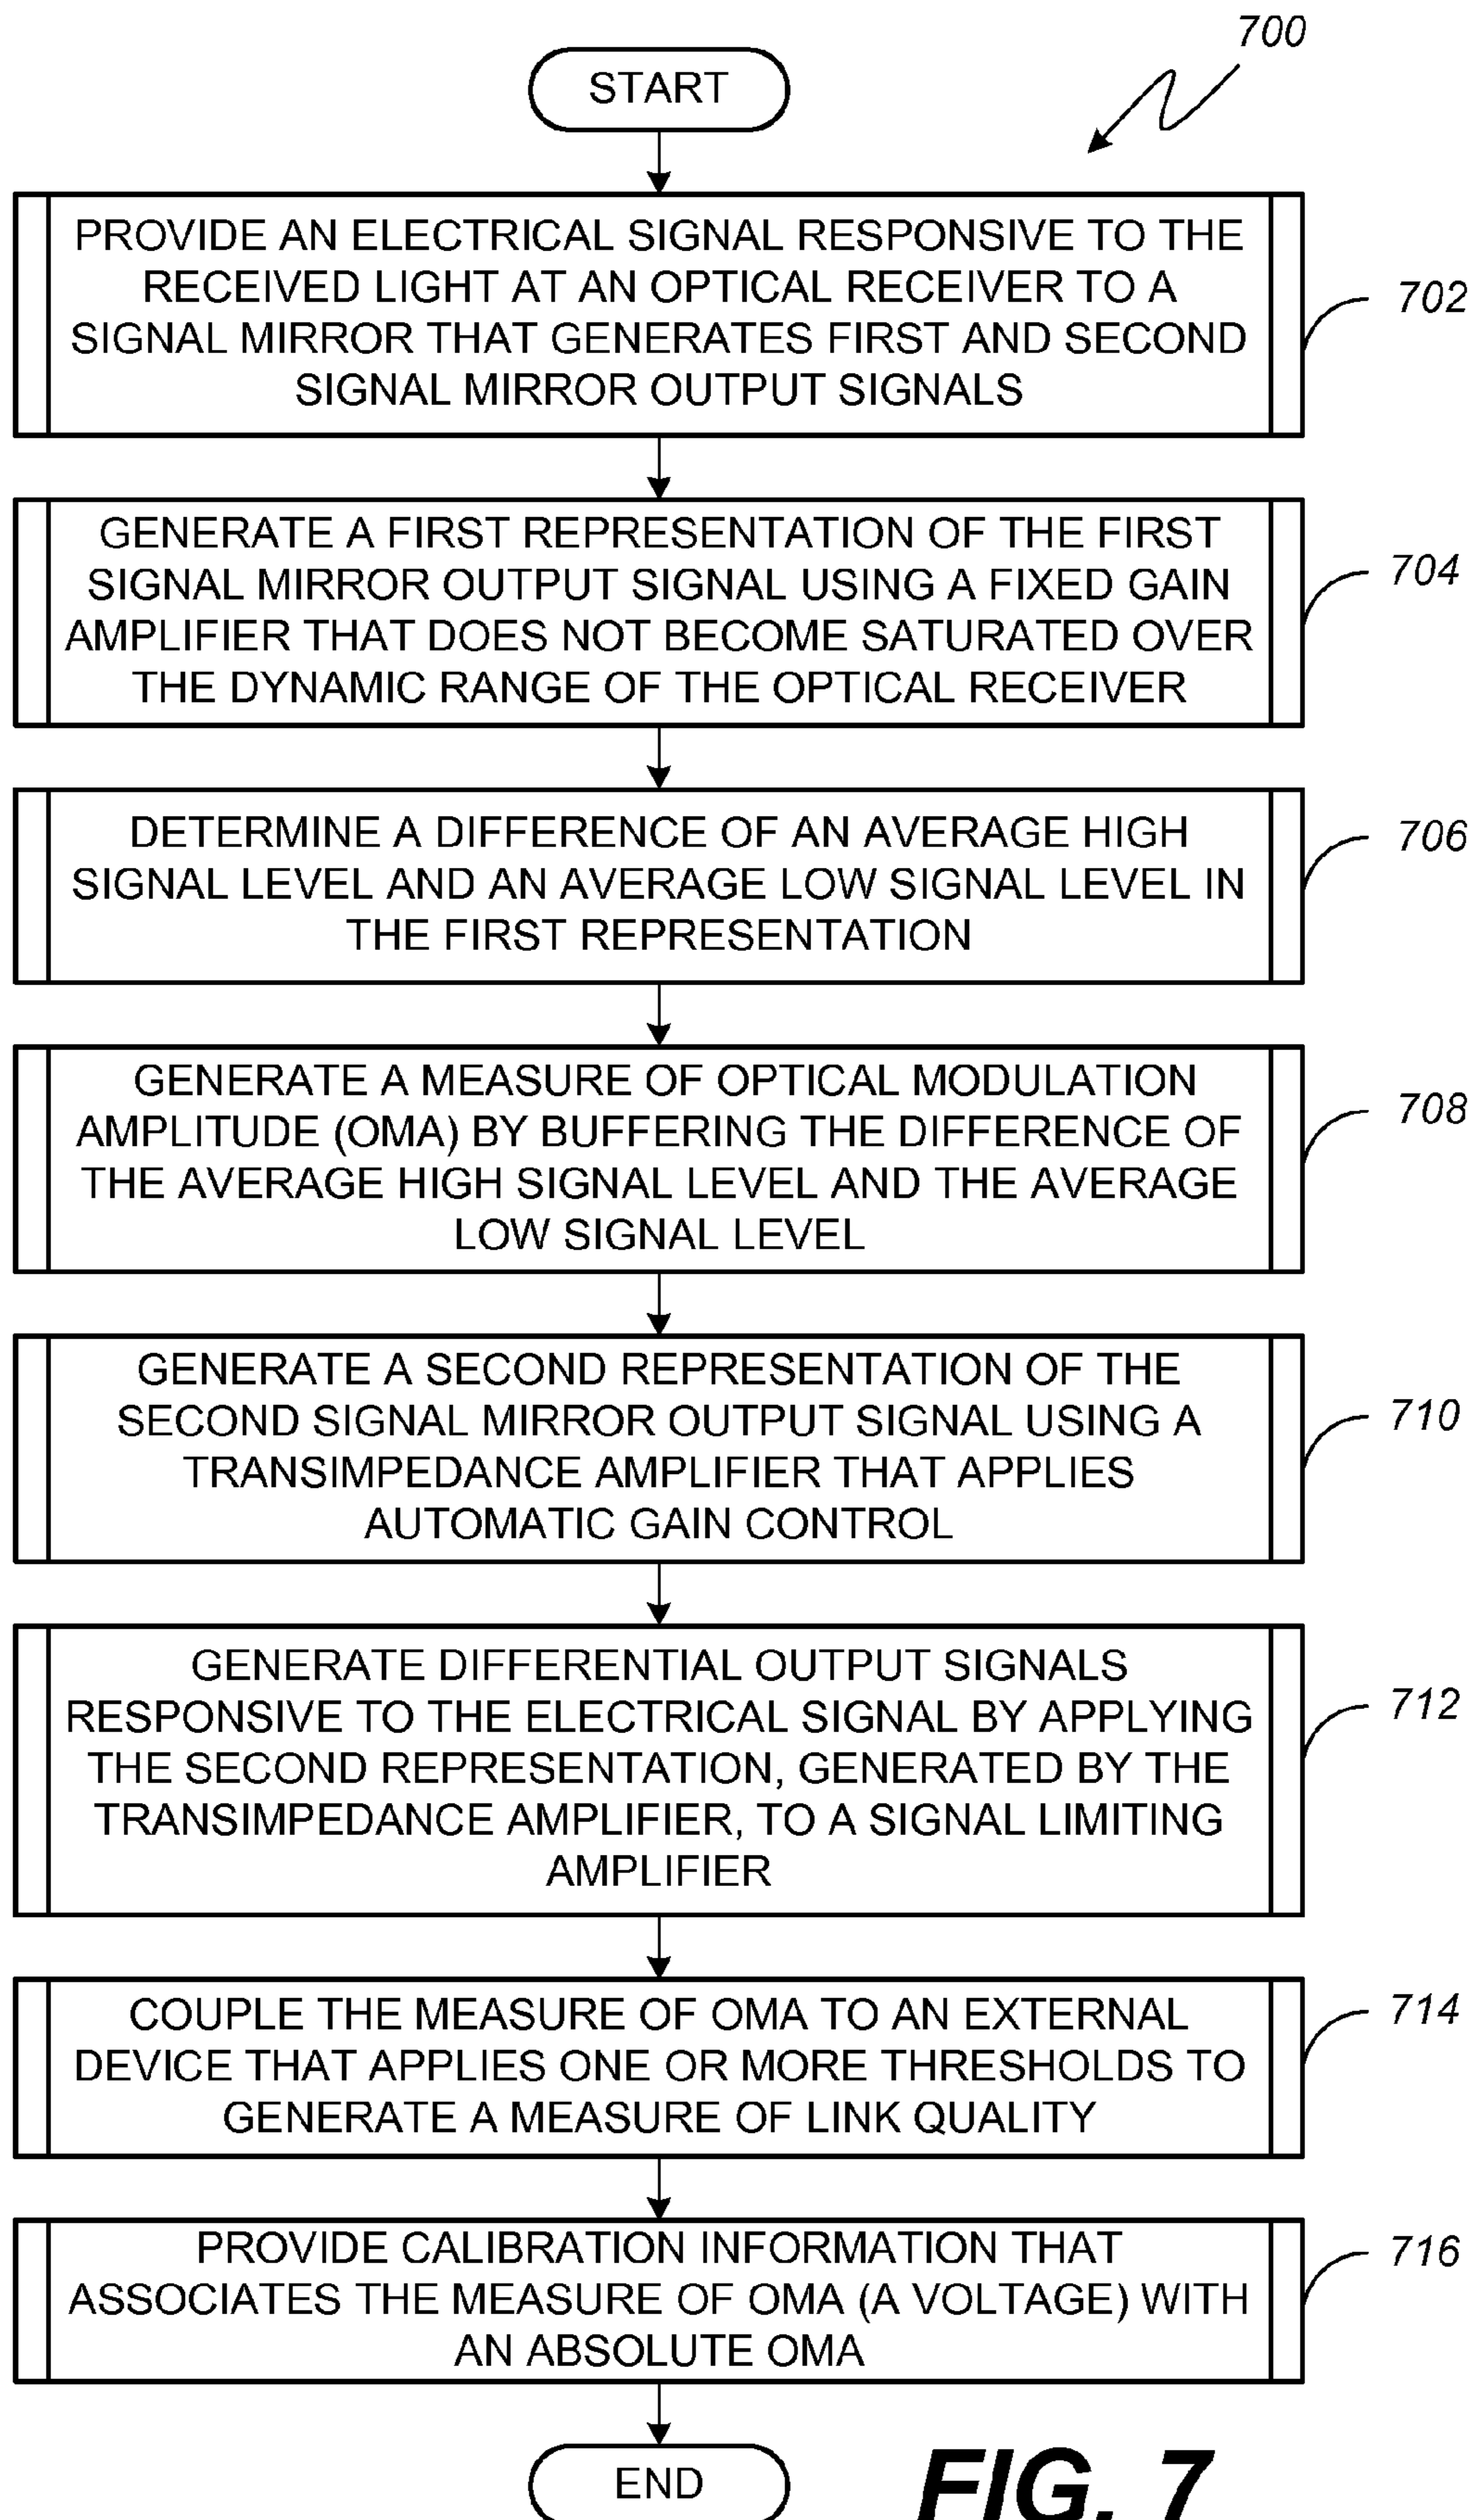 700
START
PROVIDE AN ELECTRICAL SIGNAL RESPONSIVE TO THE
RECEIVED LIGHT AT AN OPTICAL RECEIVER TO A
SIGNAL MIRROR THAT GENERATES FIRST AND SECOND
SIGNAL MIRROR OUTPUT SIGNALS
702
GENERATE A FIRST REPRESENTATION OF THE FIRST
SIGNAL MIRROR OUTPUT SIGNAL USING A FIXED GAIN
AMPLIFIER THAT DOES NOT BECOME SATURATED OVER
THE DYNAMIC RANGE OF THE OPTICAL RECEIVER
704
DETERMINE A DIFFERENCE OF AN AVERAGE HIGH
SIGNAL LEVEL AND AN AVERAGE LOW SIGNAL LEVEL IN
THE FIRST REPRESENTATION
706
GENERATE A MEASURE OF OPTICAL MODULATION
AMPLITUDE (OMA) BY BUFFERING THE DIFFERENCE OF
THE AVERAGE HIGH SIGNAL LEVEL AND THE AVERAGE
LOW SIGNAL LEVEL
708
GENERATE A SECOND REPRESENTATION OF THE
SECOND SIGNAL MIRROR OUTPUT SIGNAL USING A
TRANSIMPEDANCE AMPLIFIER THAT APPLIES
AUTOMATIC GAIN CONTROL
710
GENERATE DIFFERENTIAL OUTPUT SIGNALS
RESPONSIVE TO THE ELECTRICAL SIGNAL BY APPLYING
THE SECOND REPRESENTATION, GENERATED BY THE
TRANSIMPEDANCE AMPLIFIER, TO A SIGNAL LIMITING
AMPLIFIER
712
COUPLE THE MEASURE OF OMA TO AN EXTERNAL
DEVICE THAT APPLIES ONE OR MORE THRESHOLDS TO
GENERATE A MEASURE OF LINK QUALITY
714
PROVIDE CALIBRATION INFORMATION THAT
ASSOCIATES THE MEASURE OF OMA (A VOLTAGE) WITH
AN ABSOLUTE OMA
716
END
FIG. 7